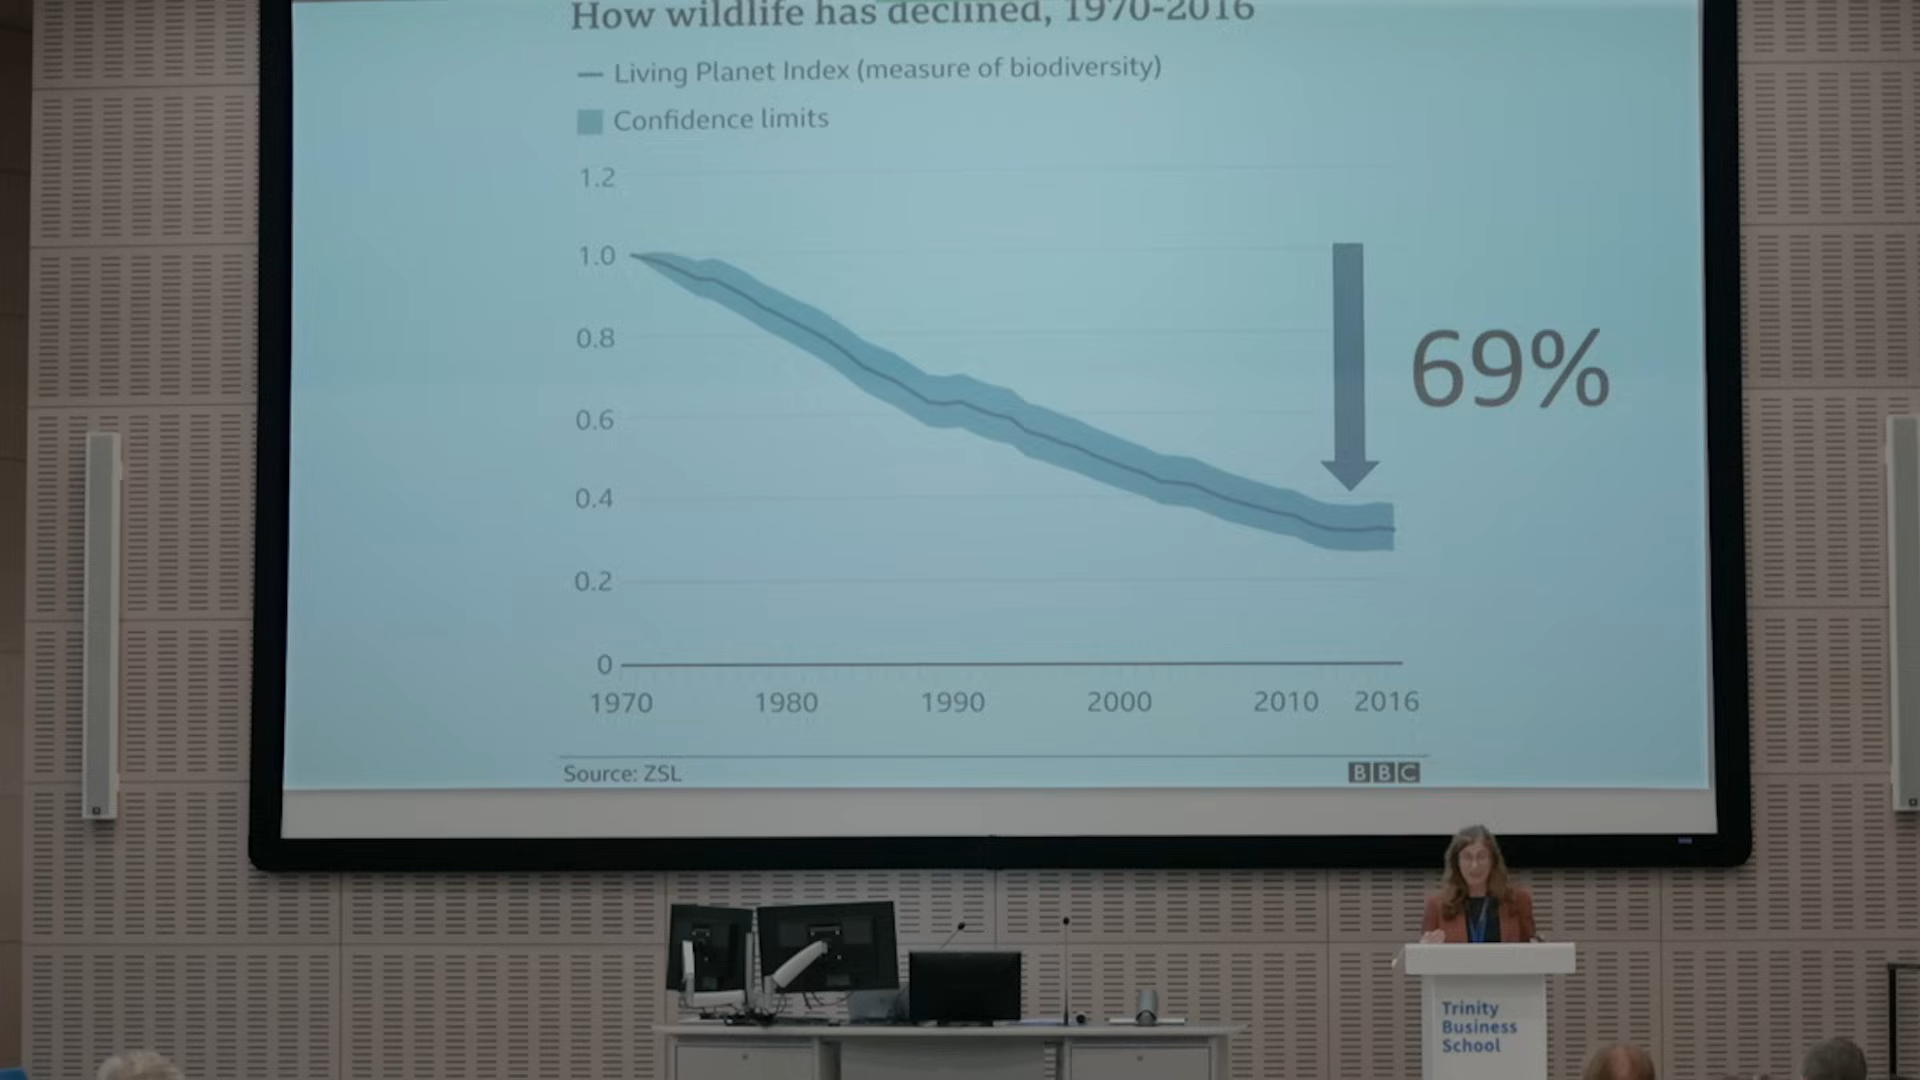 How wildlife has declined, 1970-2016
Living Planet Index (measure of biodiversity)
Confidence limits
1.2
1.0
0.8
0.6
0.4
0.2
0
69%
1970 1980 1990 2000 2010 2016
Source: ZSL
BBC
Trinity
Business
School